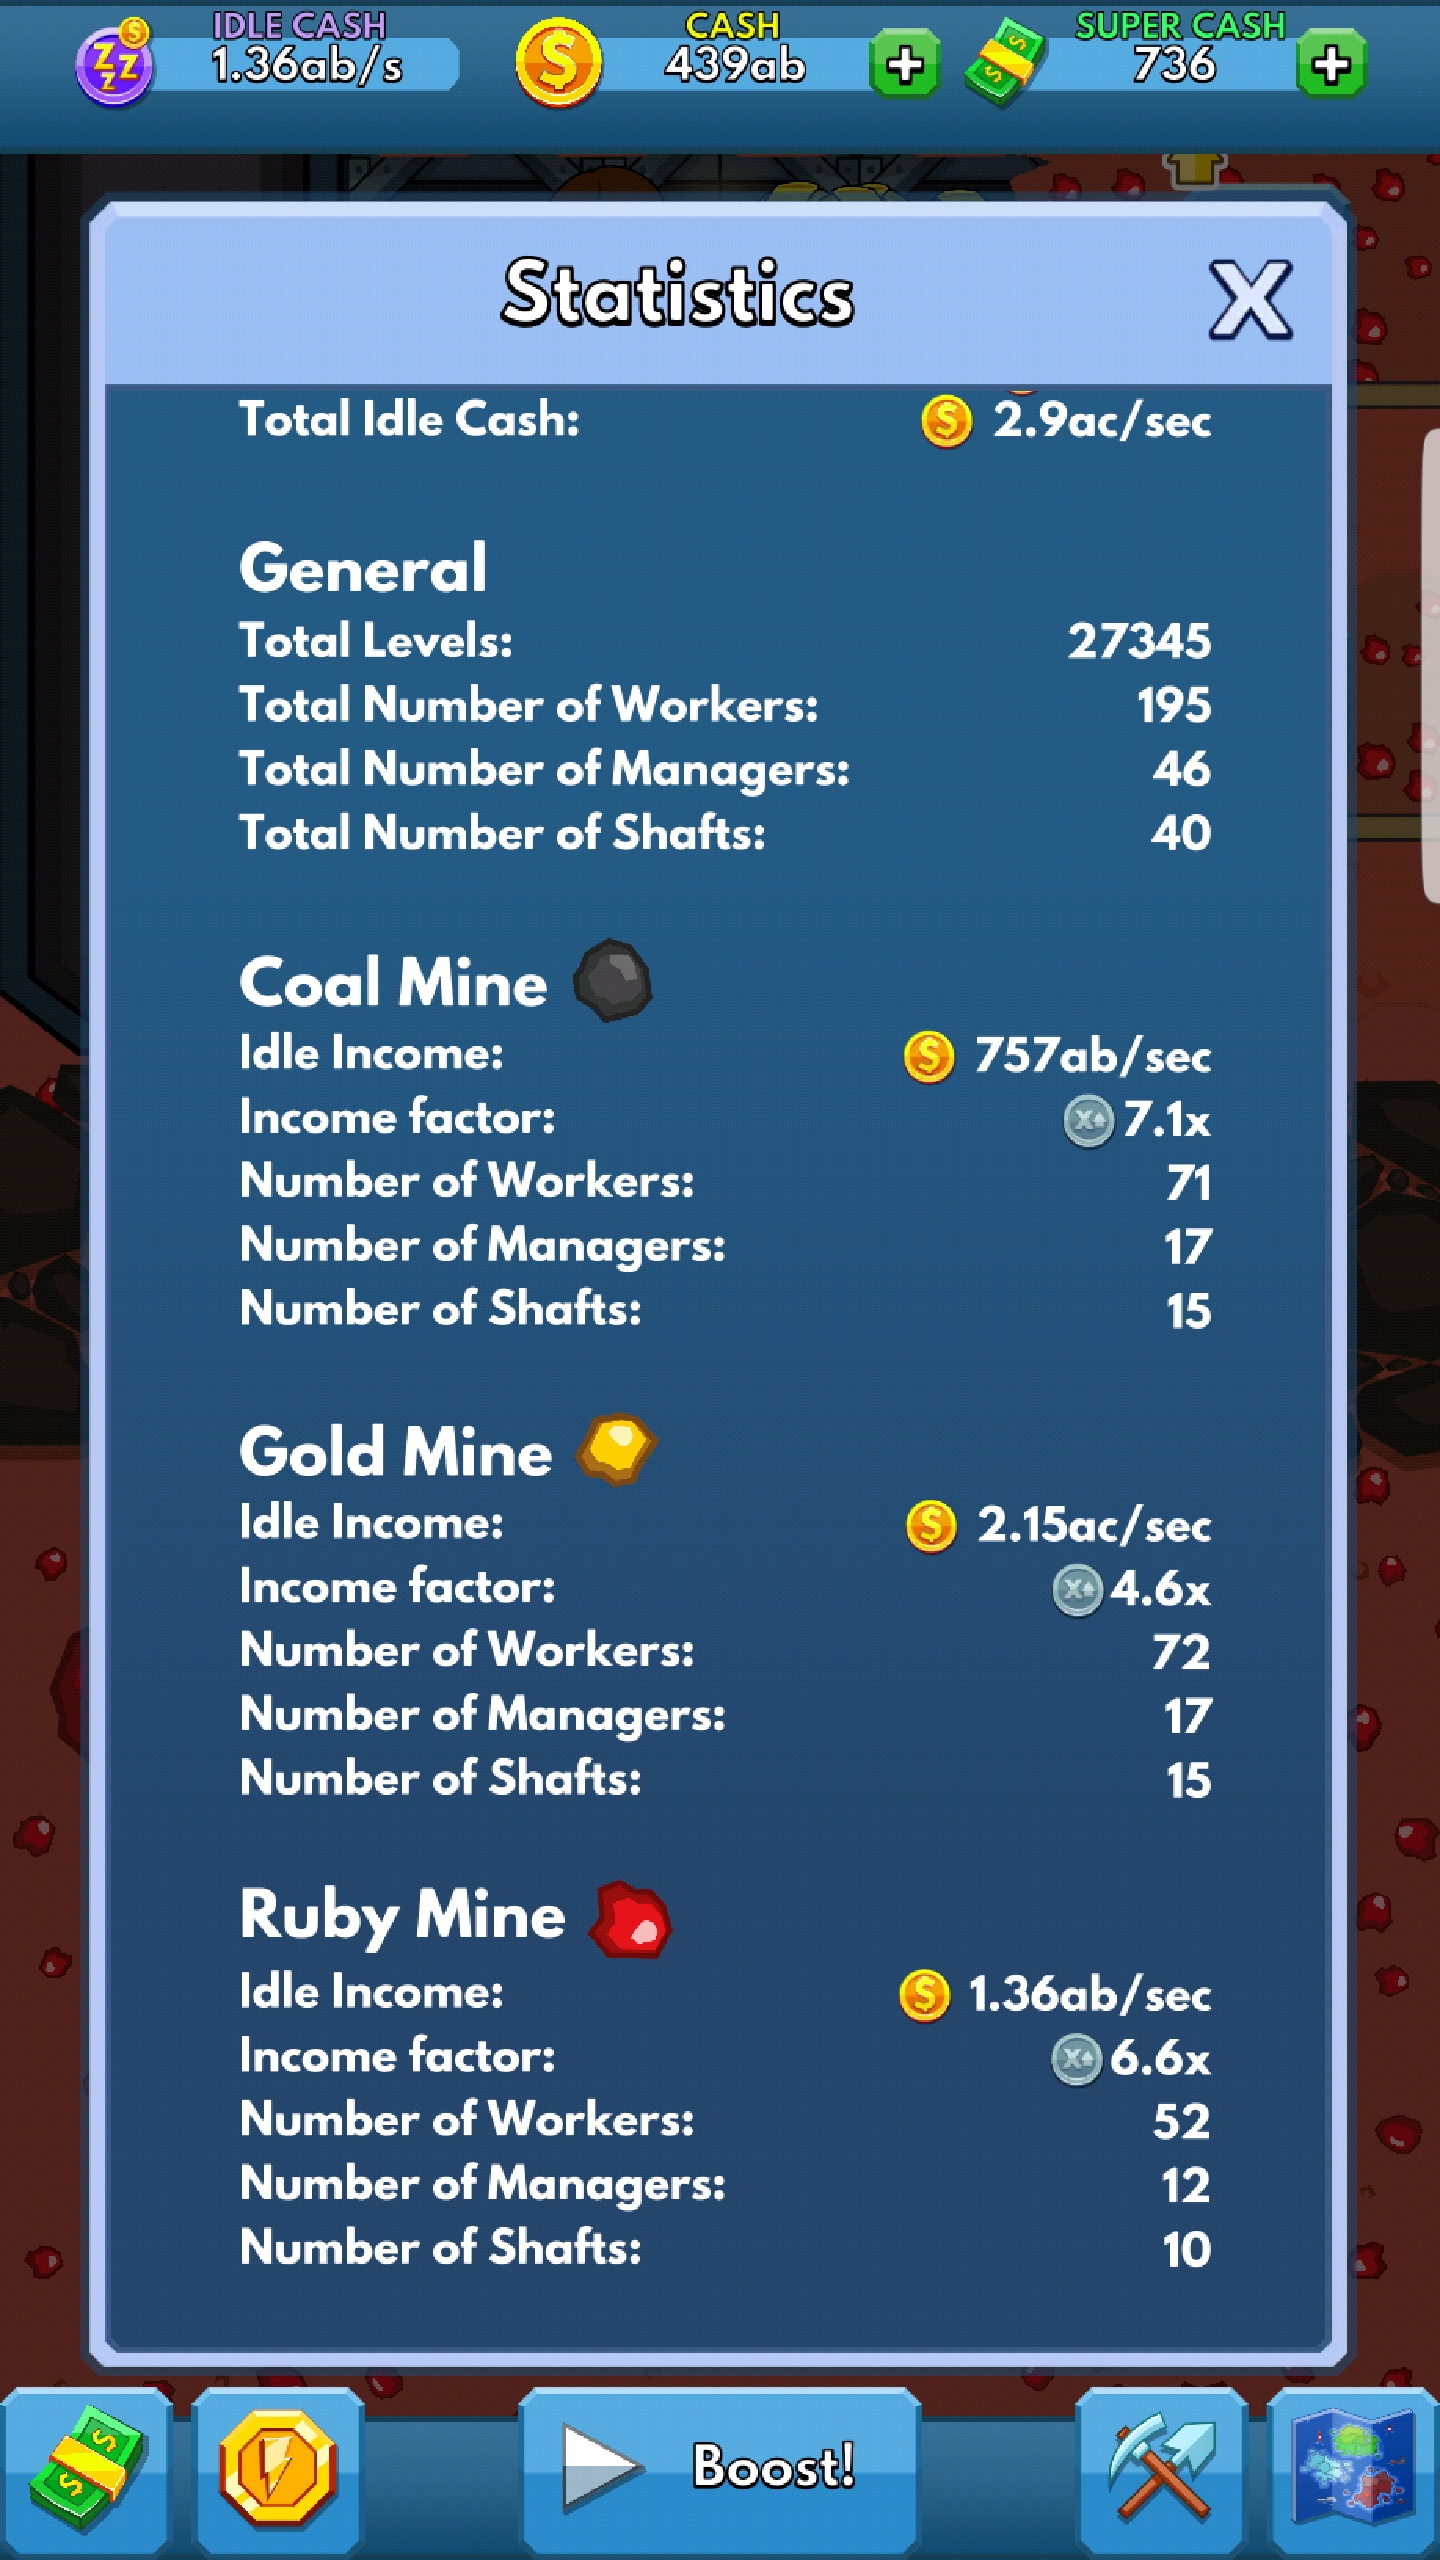 IDLE CASH CASH SUPER CASH
1.36ab/s 439ab 736
Statistics X
Total Idle Cash: 2.9ac/sec
General
Total Levels: 27345
Total Number of Workers: 195
Total Number of Managers: 46
Total Number of Shafts: 40
Coal Mine
Idle Income: 757ab/sec
Income factor: 7.1x
Number of Workers: 71
Number of Managers: 17
Number of Shafts: 15
Gold Mine
Idle Income: 2.15ac/sec
Income factor: 4.6x
Number of Workers: 72
Number of Managers: 17
Number of Shafts: 15
Ruby Mine
Idle Income: 1.36ab/sec
Income factor: 6.6x
Number of Workers: 52
Number of Managers: 12
Number of Shafts: 10
Boost!